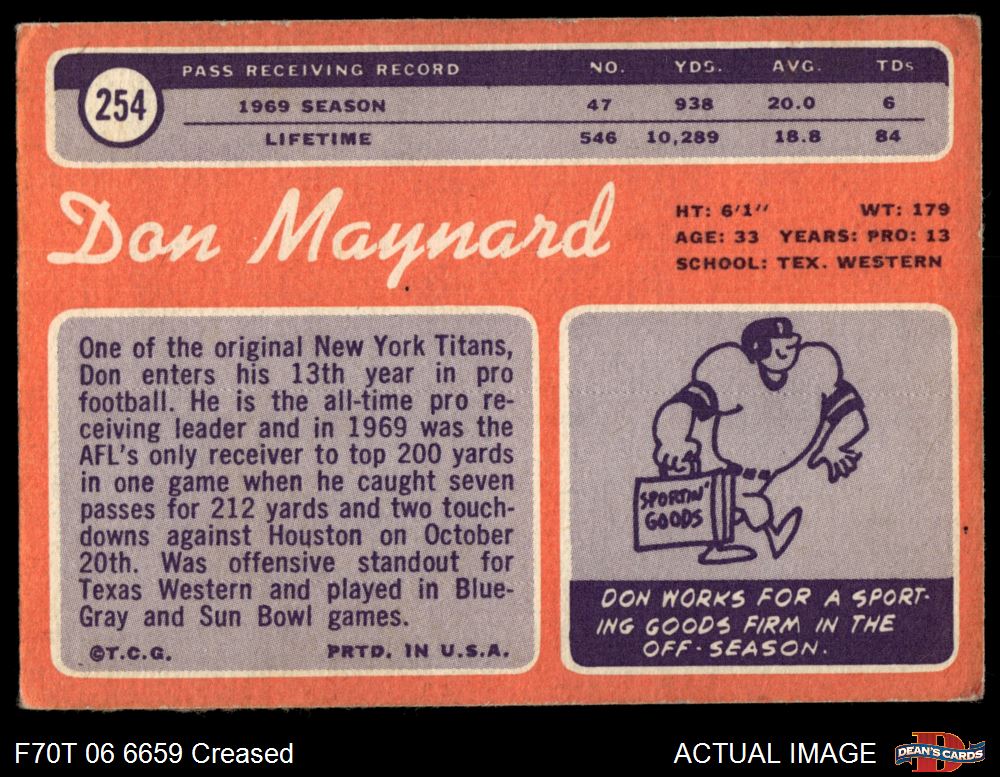 254
PASS RECEIVING RECORD NO. YDS. AVG. TDs
1969 SEASON 47 938 20.0 6
LIFETIME 546 10,289 18.8 84
Don Maynard
HT: 6'1" WT: 179
AGE: 33 YEARS: PRO: 13
SCHOOL: TEX. WESTERN
One of the original New York Titans,
Don enters his 13th year in pro
football. He is the all-time pro re-
ceiving leader and in 1969 was the
AFL's only receiver to top 200 yards
in one game when he caught seven
passes for 212 yards and two touch-
downs against Houston on October
20th. Was offensive standout for
Texas Western and played in Blue-
Gray and Sun Bowl games.
©T.C.G. PRTD. IN U.S.A.
SPORTIN'
GOODS
DON WORKS FOR A SPORT-
ING GOODS FIRM IN THE
OFF-SEASON.
F70T 06 6659 Creased
ACTUAL IMAGE
D
DEAN'S CARDS